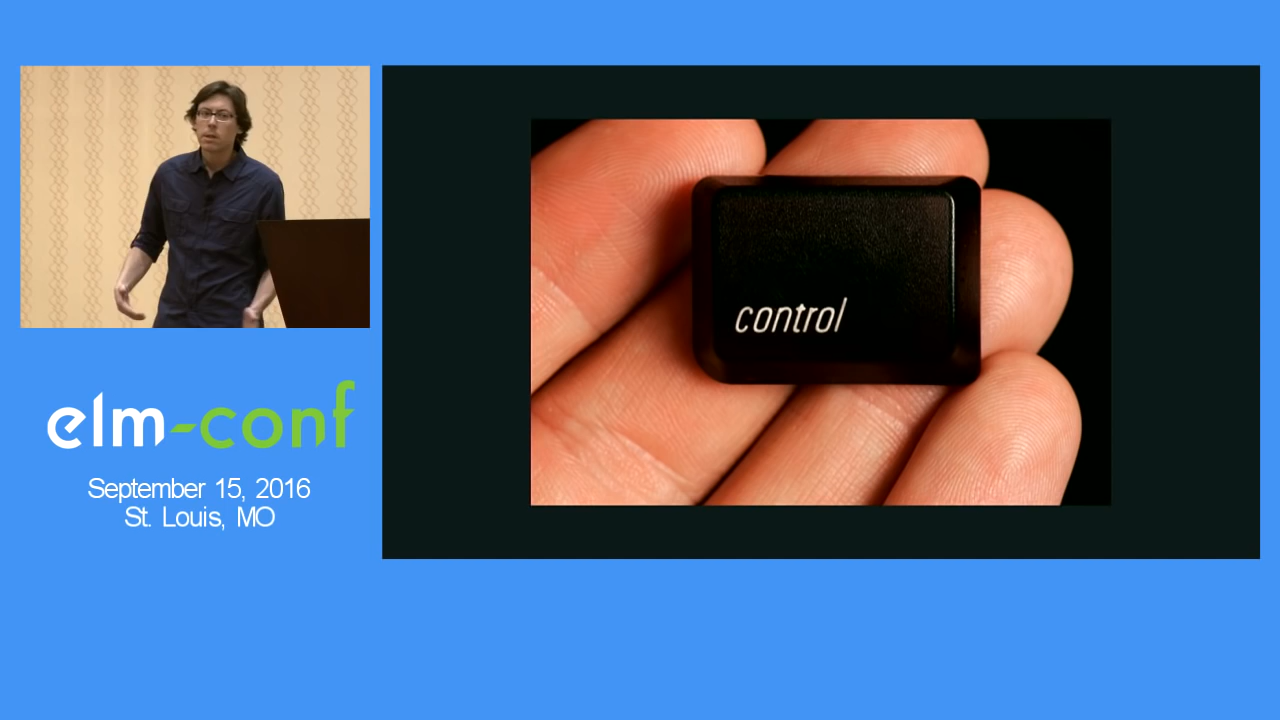 elm-conf
September 15, 2016
St. Louis, MO
control